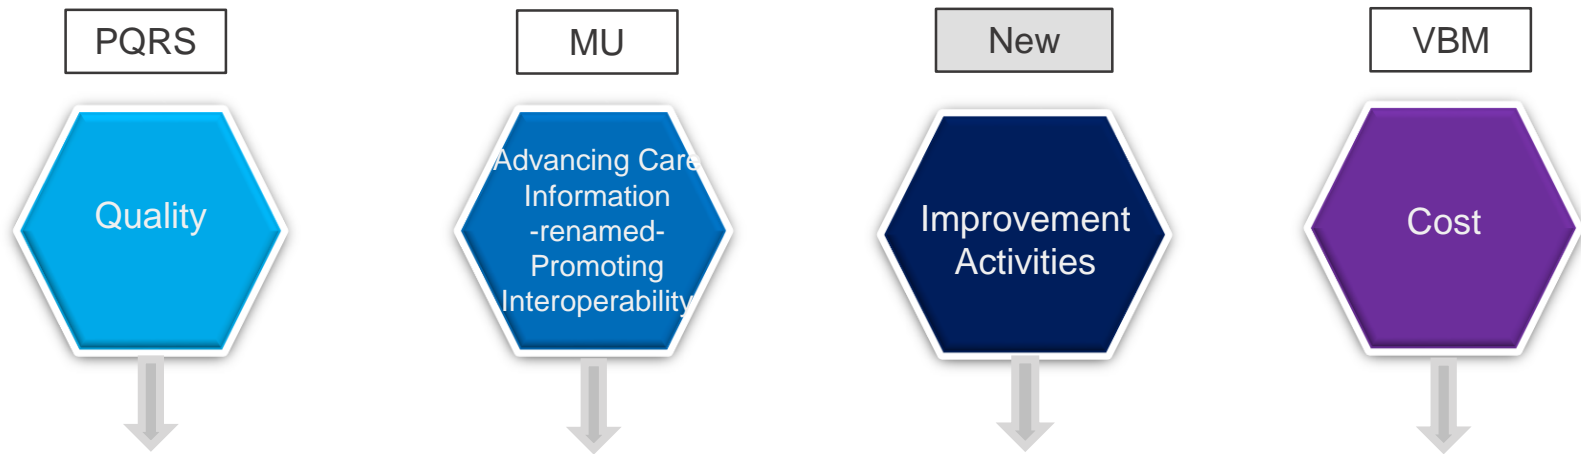 PQRS
MU
New
VBM
Quality
Advancing Care
Information
-renamed-
Promoting
Interoperability
Improvement
Activities
Cost